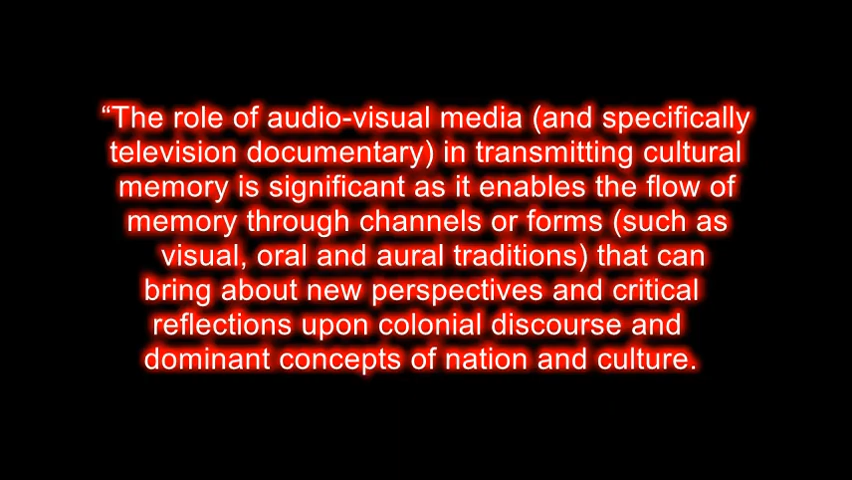 “The role of audio-visual media (and specifically
television documentary) in transmitting cultural
memory is significant as it enables the flow of
memory through channels or forms (such as
visual, oral and aural traditions) that can
bring about new perspectives and critical
reflections upon colonial discourse and
dominant concepts of nation and culture.